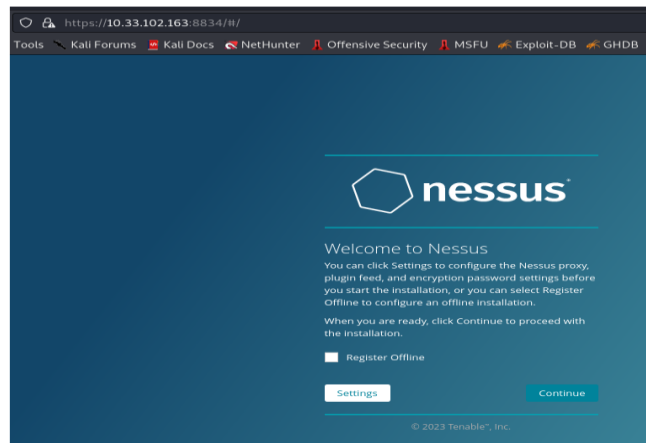 https://10.33.102.163:8834/#/
Tools Kali Forums Kali Docs NetHunter Offensive Security MSFU Exploit-DB GHDB
nessus
Welcome to Nessus
You can click Settings to configure the Nessus proxy,
plugin feed, and encryption password settings before
you start the installation, or you can select Register
Offline to configure an offline installation.
When you are ready, click Continue to proceed with
the installation.
Register Offline
Settings Continue
© 2023 Tenable™, Inc.